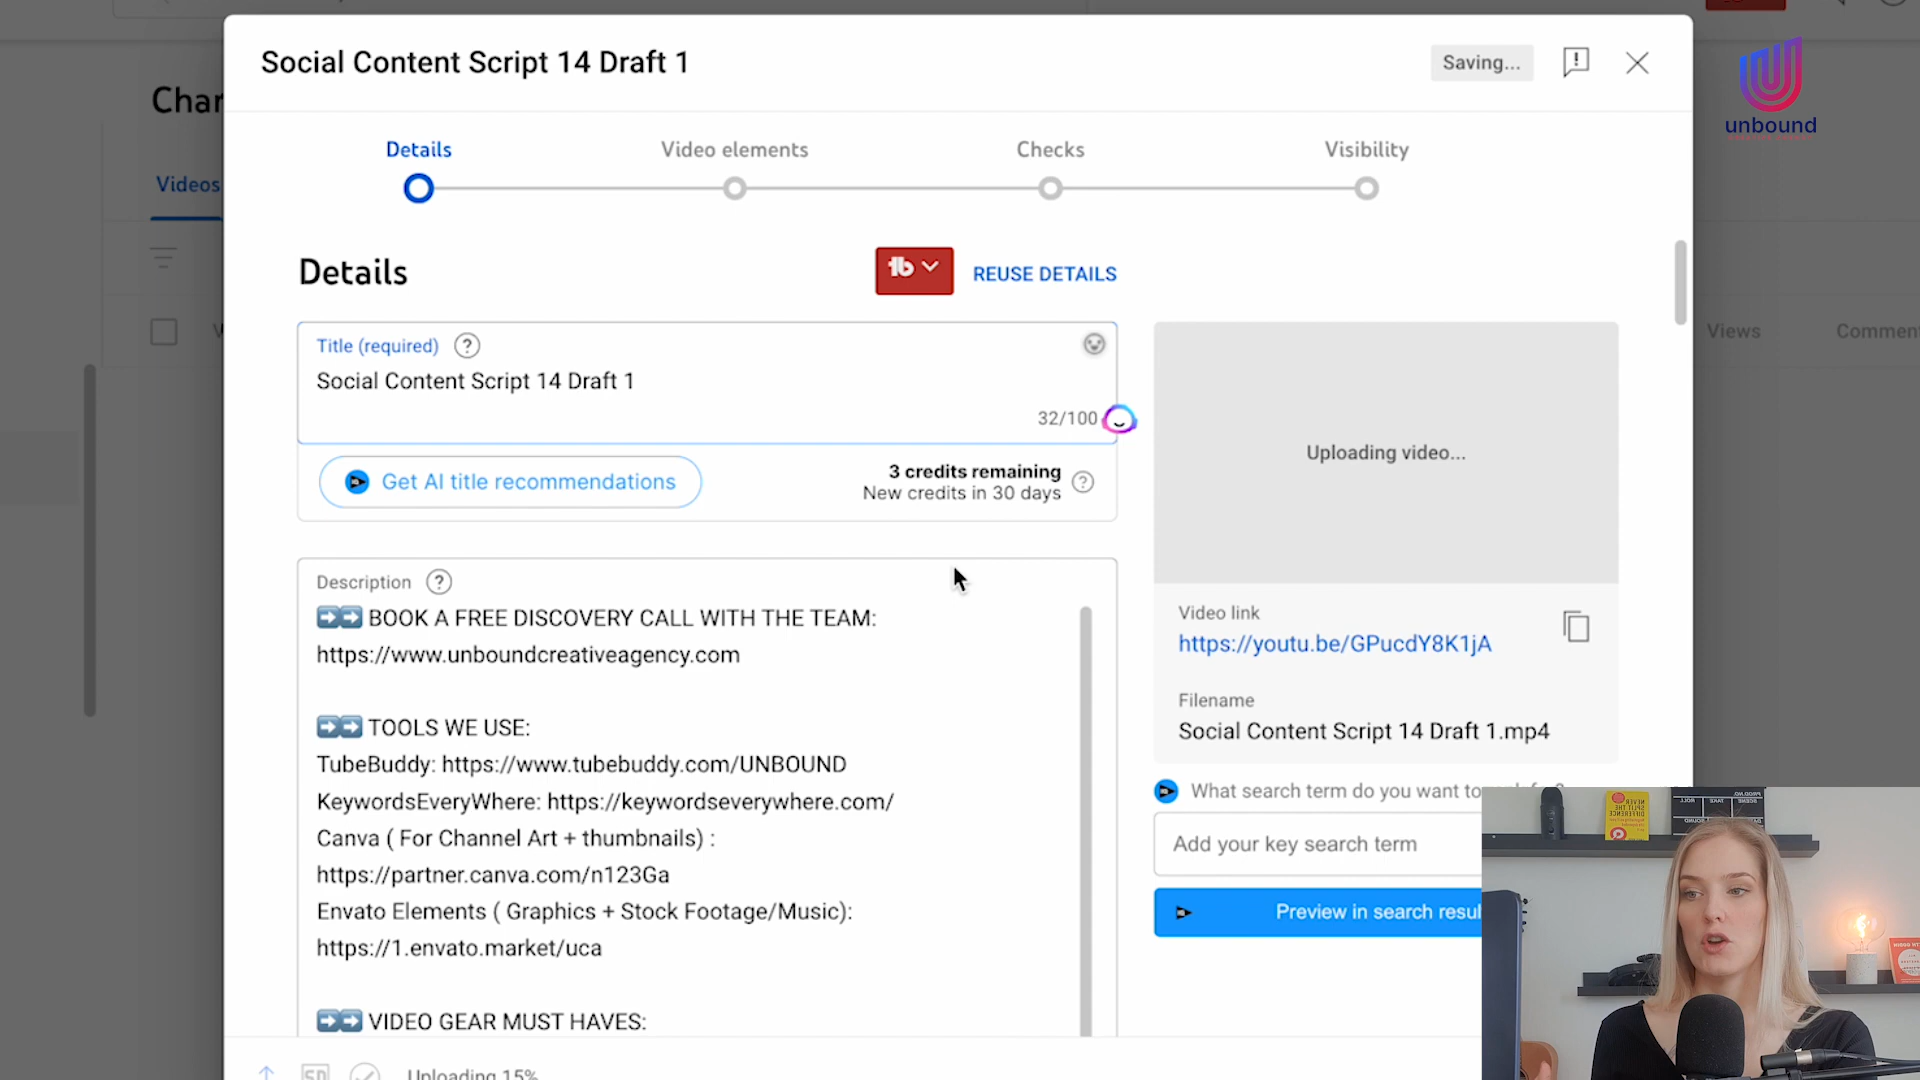 Social Content Script 14 Draft 1
Saving...
unbound
Details
Video elements
Checks
Visibility
Videos
Details
REUSE DETAILS
Title (required)
Social Content Script 14 Draft 1
32/100
Get AI title recommendations
3 credits remaining
New credits in 30 days
Description
BOOK A FREE DISCOVERY CALL WITH THE TEAM:
https://www.unboundcreativeagency.com
TOOLS WE USE:
TubeBuddy: https://www.tubebuddy.com/UNBOUND
KeywordsEveryWhere: https://keywordseverywhere.com/
Canva ( For Channel Art + thumbnails) :
https://partner.canva.com/n123Ga
Envato Elements ( Graphics + Stock Footage/Music):
https://1.envato.market/uca
VIDEO GEAR MUST HAVES:
Uploading video...
Video link
https://youtu.be/GPucdY8K1jA
Filename
Social Content Script 14 Draft 1.mp4
What search term do you want to
Add your key search term
Preview in search
Views
Uploading 15%
NEVER
SPLIT THE
DIFFERENCE